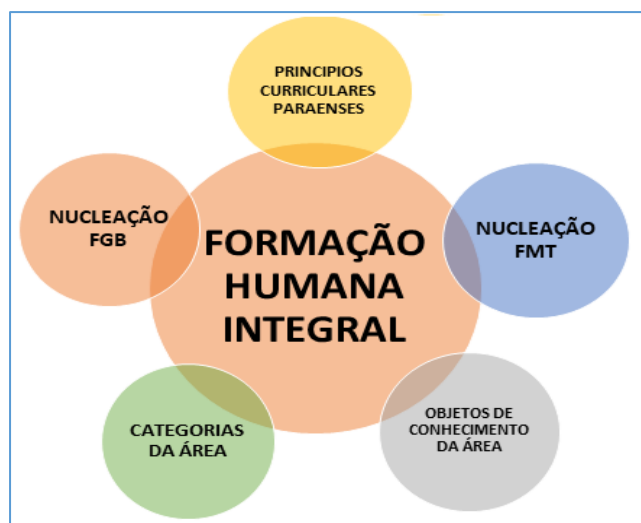 PRINCIPIOS
CURRICULARES
PARAENSES
NUCLEAÇÃO
FGB
FORMAÇÃO
HUMANA
INTEGRAL
NUCLEAÇÃO
FMT
CATEGORIAS
DA ÁREA
OBJETOS DE
CONHECIMENTO
DA ÁREA